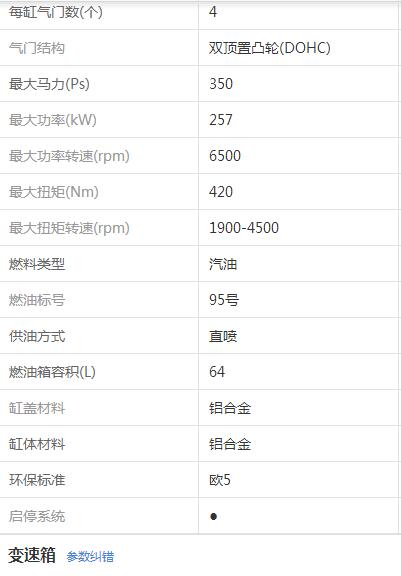 每缸气门数(个) 4
气门结构 双顶置凸轮(DOHC)
最大马力(Ps) 350
最大功率(kW) 257
最大功率转速(rpm) 6500
最大扭矩(Nm) 420
最大扭矩转速(rpm) 1900-4500
燃料类型 汽油
燃油标号 95号
供油方式 直喷
燃油箱容积(L) 64
缸盖材料 铝合金
缸体材料 铝合金
环保标准 欧5
启停系统 ●
变速箱 参数纠错